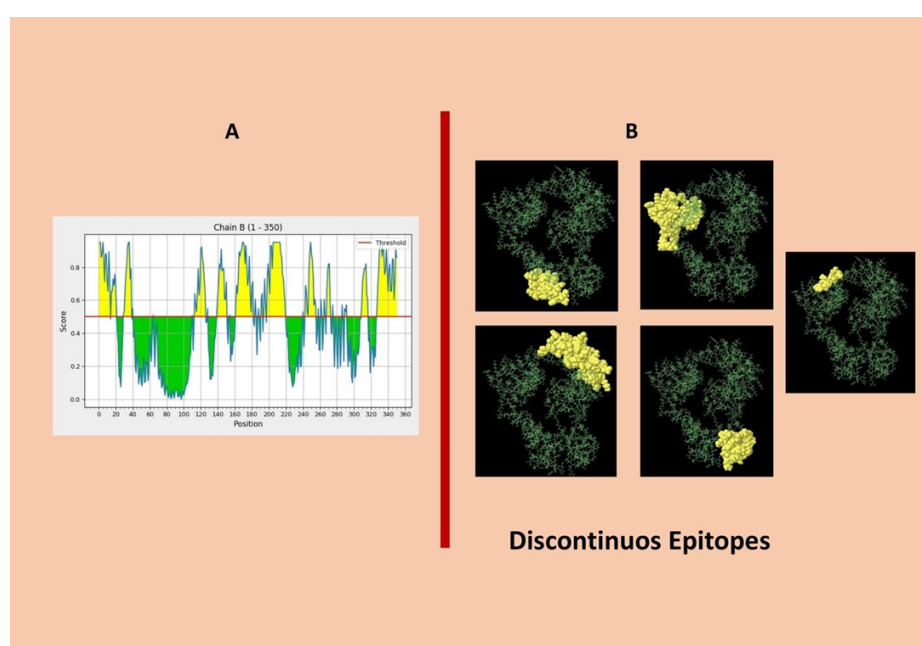 A
B
Chain B (1 - 350)
Threshold
Score
0.8
0.6
0.4
0.2
0.0
0 20 40 60 80 100 120 140 160 180 200 220 240 260 280 300 320 340 360
Position
Discontinuos Epitopes